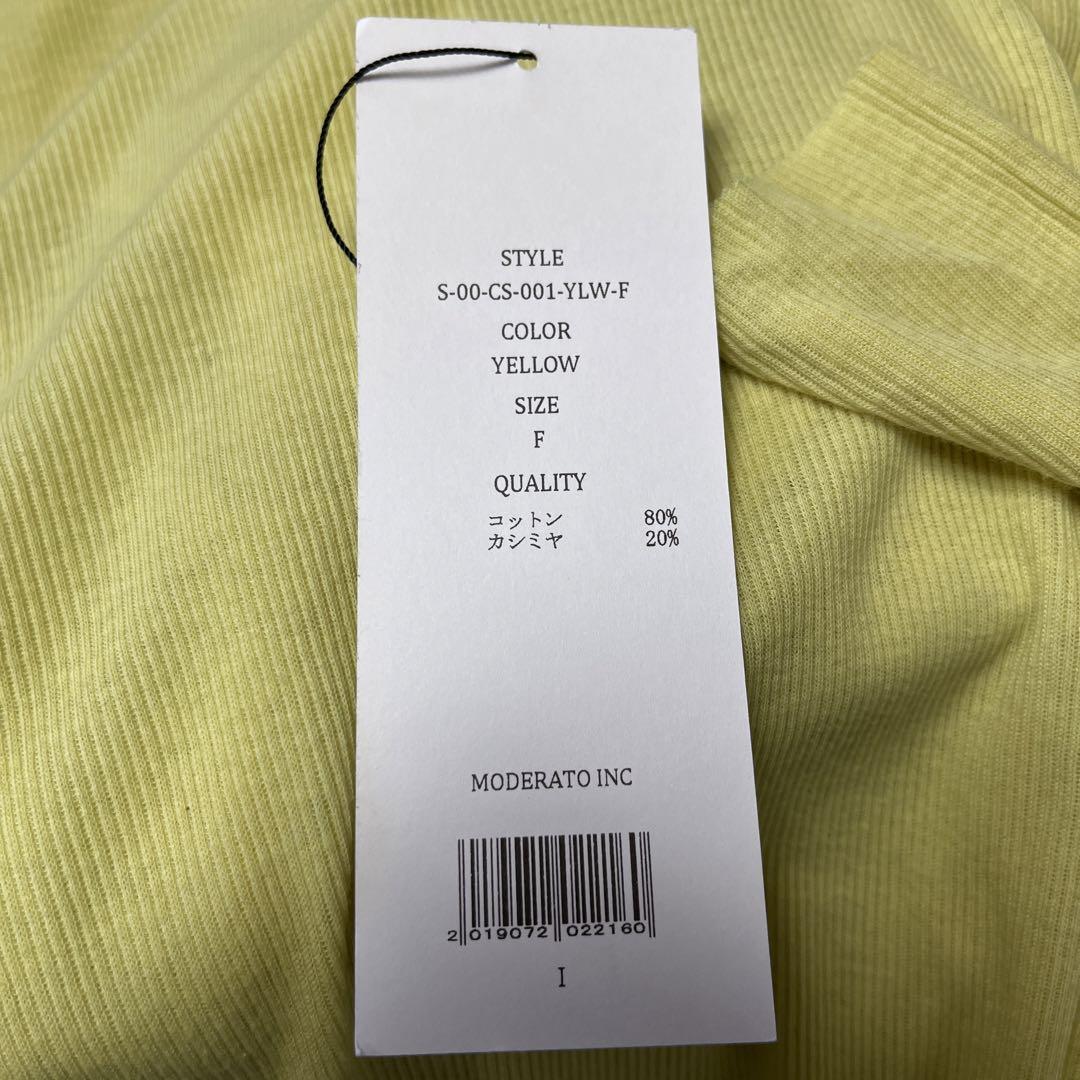 STYLE
S-00-CS-001-YLW-F
COLOR
YELLOW
SIZE
F
QUALITY
コットン 80%
カシミヤ 20%
MODERATO INC
2 019072 022160
I